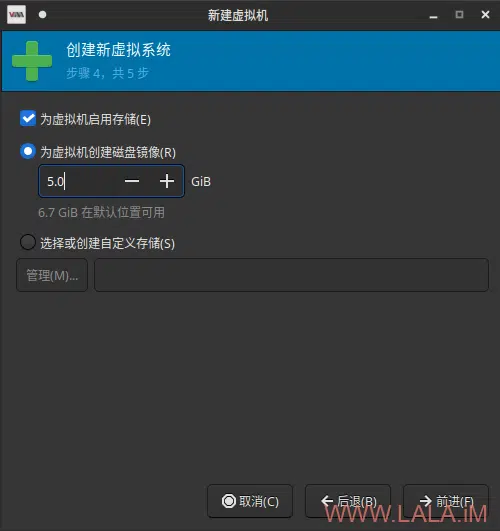 新建虚拟机
创建新虚拟系统
步骤 4，共 5 步
为虚拟机启用存储(E)
为虚拟机创建磁盘镜像(R)
5.0 GiB
6.7 GiB 在默认位置可用
选择或创建自定义存储(S)
管理(M)...
取消(C) 后退(B) 前进(F)
WWW.LALA.IM